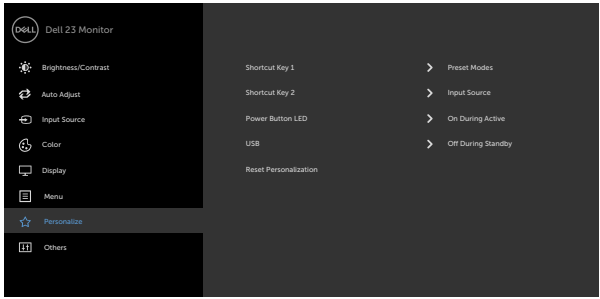 DELL
Dell 23 Monitor
Brightness/Contrast
Auto Adjust
Input Source
Color
Display
Menu
Personalize
Others
Shortcut Key 1 Preset Modes
Shortcut Key 2 Input Source
Power Button LED On During Active
USB Off During Standby
Reset Personalization